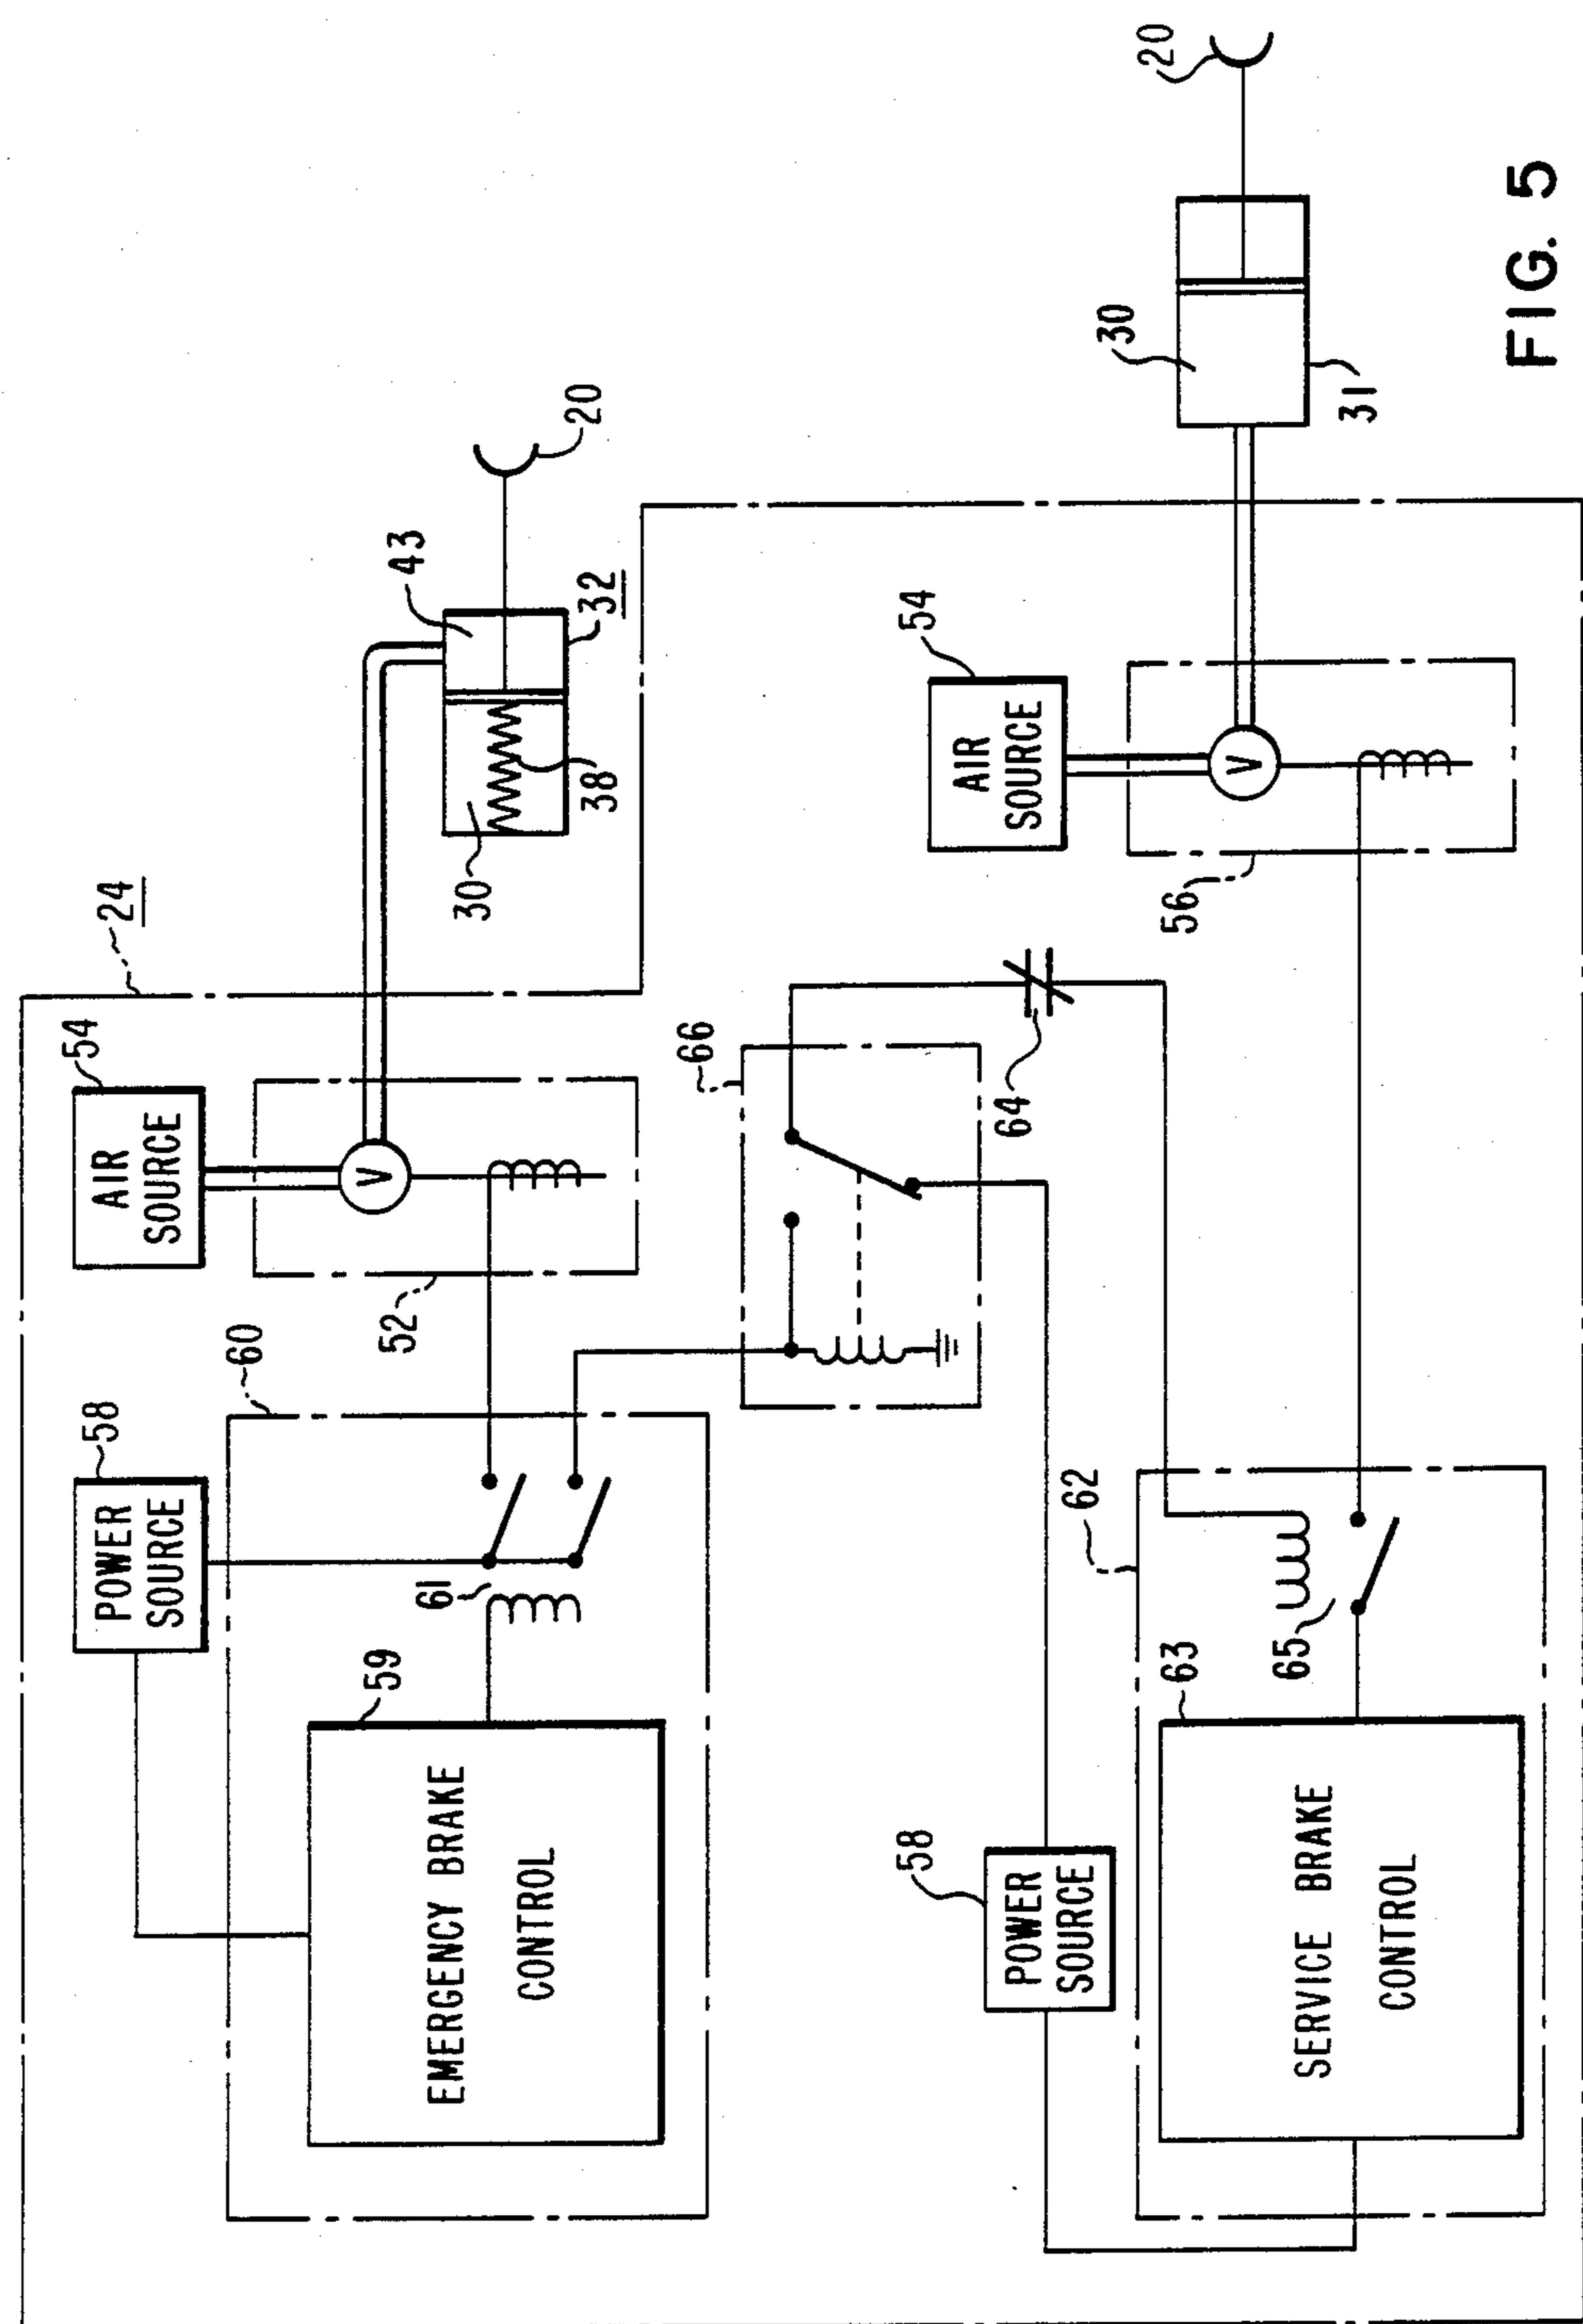 58
54
24
POWER
SOURCE
AIR
SOURCE
60
V
59
52
43
61
EMERGENCY BRAKE
CONTROL
30
38
32
20
66
58
54
POWER
SOURCE
AIR
SOURCE
64
62
30
20
63
56
V
65
SERVICE BRAKE
CONTROL
31
FIG. 5